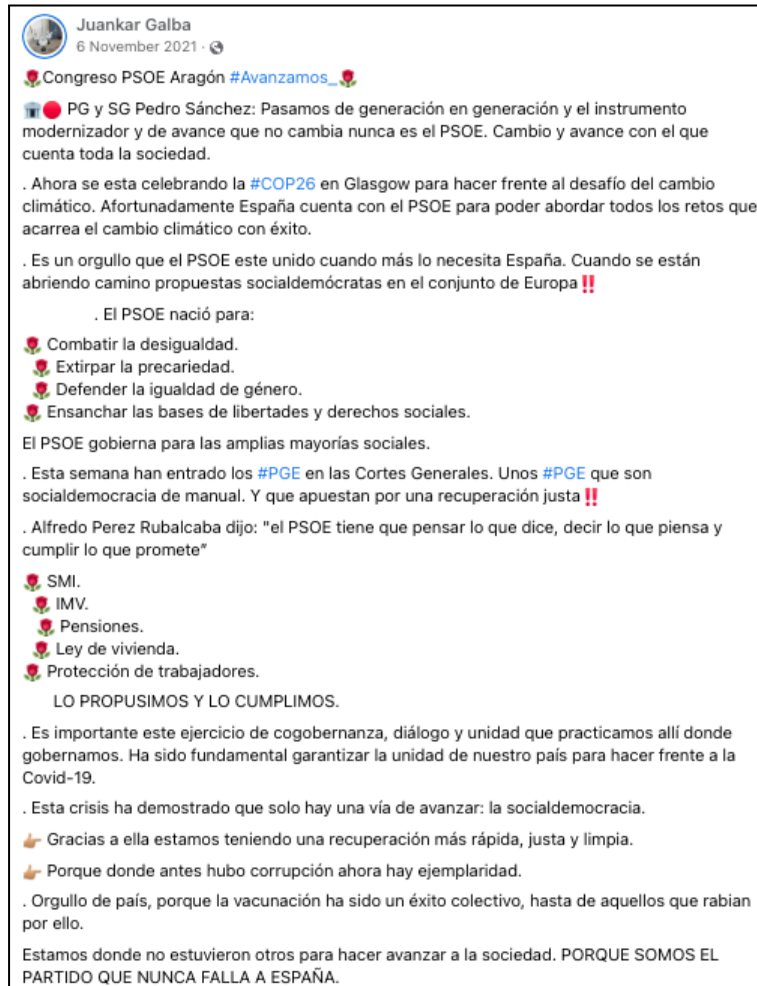 Juankar Galba
6 November 2021 ·
🌹Congreso PSOE Aragón #Avanzamos_🌹
🏛️🔴 PG y SG Pedro Sánchez: Pasamos de generación en generación y el instrumento
modernizador y de avance que no cambia nunca es el PSOE. Cambio y avance con el que
cuenta toda la sociedad.
. Ahora se esta celebrando la #COP26 en Glasgow para hacer frente al desafío del cambio
climático. Afortunadamente España cuenta con el PSOE para poder abordar todos los retos que
acarrea el cambio climático con éxito.
. Es un orgullo que el PSOE este unido cuando más lo necesita España. Cuando se están
abriendo camino propuestas socialdemócratas en el conjunto de Europa‼️
. El PSOE nació para:
🌹 Combatir la desigualdad.
🌹 Extirpar la precariedad.
🌹 Defender la igualdad de género.
🌹 Ensanchar las bases de libertades y derechos sociales.
El PSOE gobierna para las amplias mayorías sociales.
. Esta semana han entrado los #PGE en las Cortes Generales. Unos #PGE que son
socialdemocracia de manual. Y que apuestan por una recuperación justa‼️
. Alfredo Perez Rubalcaba dijo: "el PSOE tiene que pensar lo que dice, decir lo que piensa y
cumplir lo que promete”
🌹 SMI.
🌹 IMV.
🌹 Pensiones.
🌹 Ley de vivienda.
🌹 Protección de trabajadores.
LO PROPUSIMOS Y LO CUMPLIMOS.
. Es importante este ejercicio de cogobernanza, diálogo y unidad que practicamos allí donde
gobernamos. Ha sido fundamental garantizar la unidad de nuestro país para hacer frente a la
Covid-19.
. Esta crisis ha demostrado que solo hay una vía de avanzar: la socialdemocracia.
👉🏼 Gracias a ella estamos teniendo una recuperación más rápida, justa y limpia.
👉🏼 Porque donde antes hubo corrupción ahora hay ejemplaridad.
. Orgullo de país, porque la vacunación ha sido un éxito colectivo, hasta de aquellos que rabian
por ello.
Estamos donde no estuvieron otros para hacer avanzar a la sociedad. PORQUE SOMOS EL
PARTIDO QUE NUNCA FALLA A ESPAÑA.